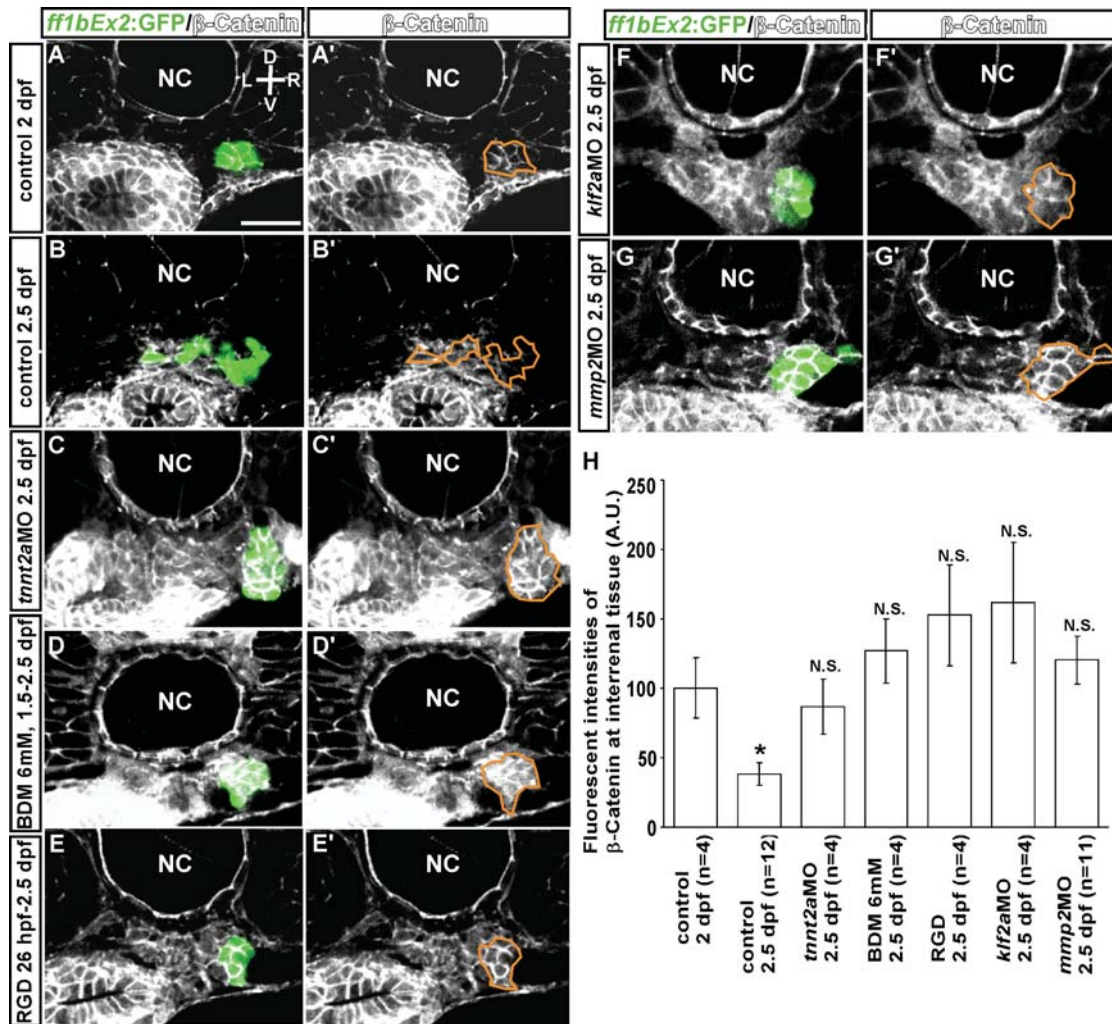 ff1bEx2:GFP/β-Catenin
β-Catenin
control 2 dpf
A
NC
D
L R
V
A'
NC
control 2.5 dpf
B
NC
B'
NC
tnnt2aMO 2.5 dpf
C
NC
C'
NC
BDM 6mM, 1.5-2.5 dpf
D
NC
D'
NC
RGD 26 hpf-2.5 dpf
E
NC
E'
NC
ff1bEx2:GFP/β-Catenin
β-Catenin
klf2aMO 2.5 dpf
F
NC
F'
NC
mmp2MO 2.5 dpf
G
NC
G'
NC
H
Fluorescent intensities of
β-Catenin at interrenal tissue (A.U.)
250
200
150
100
50
0
*
N.S.
N.S.
N.S.
N.S.
N.S.
control
2 dpf (n=4)
control
2.5 dpf (n=12)
tnnt2aMO
2.5 dpf (n=4)
BDM 6mM
2.5 dpf (n=4)
RGD
2.5 dpf (n=4)
klf2aMO
2.5 dpf (n=4)
mmp2MO
2.5 dpf (n=11)